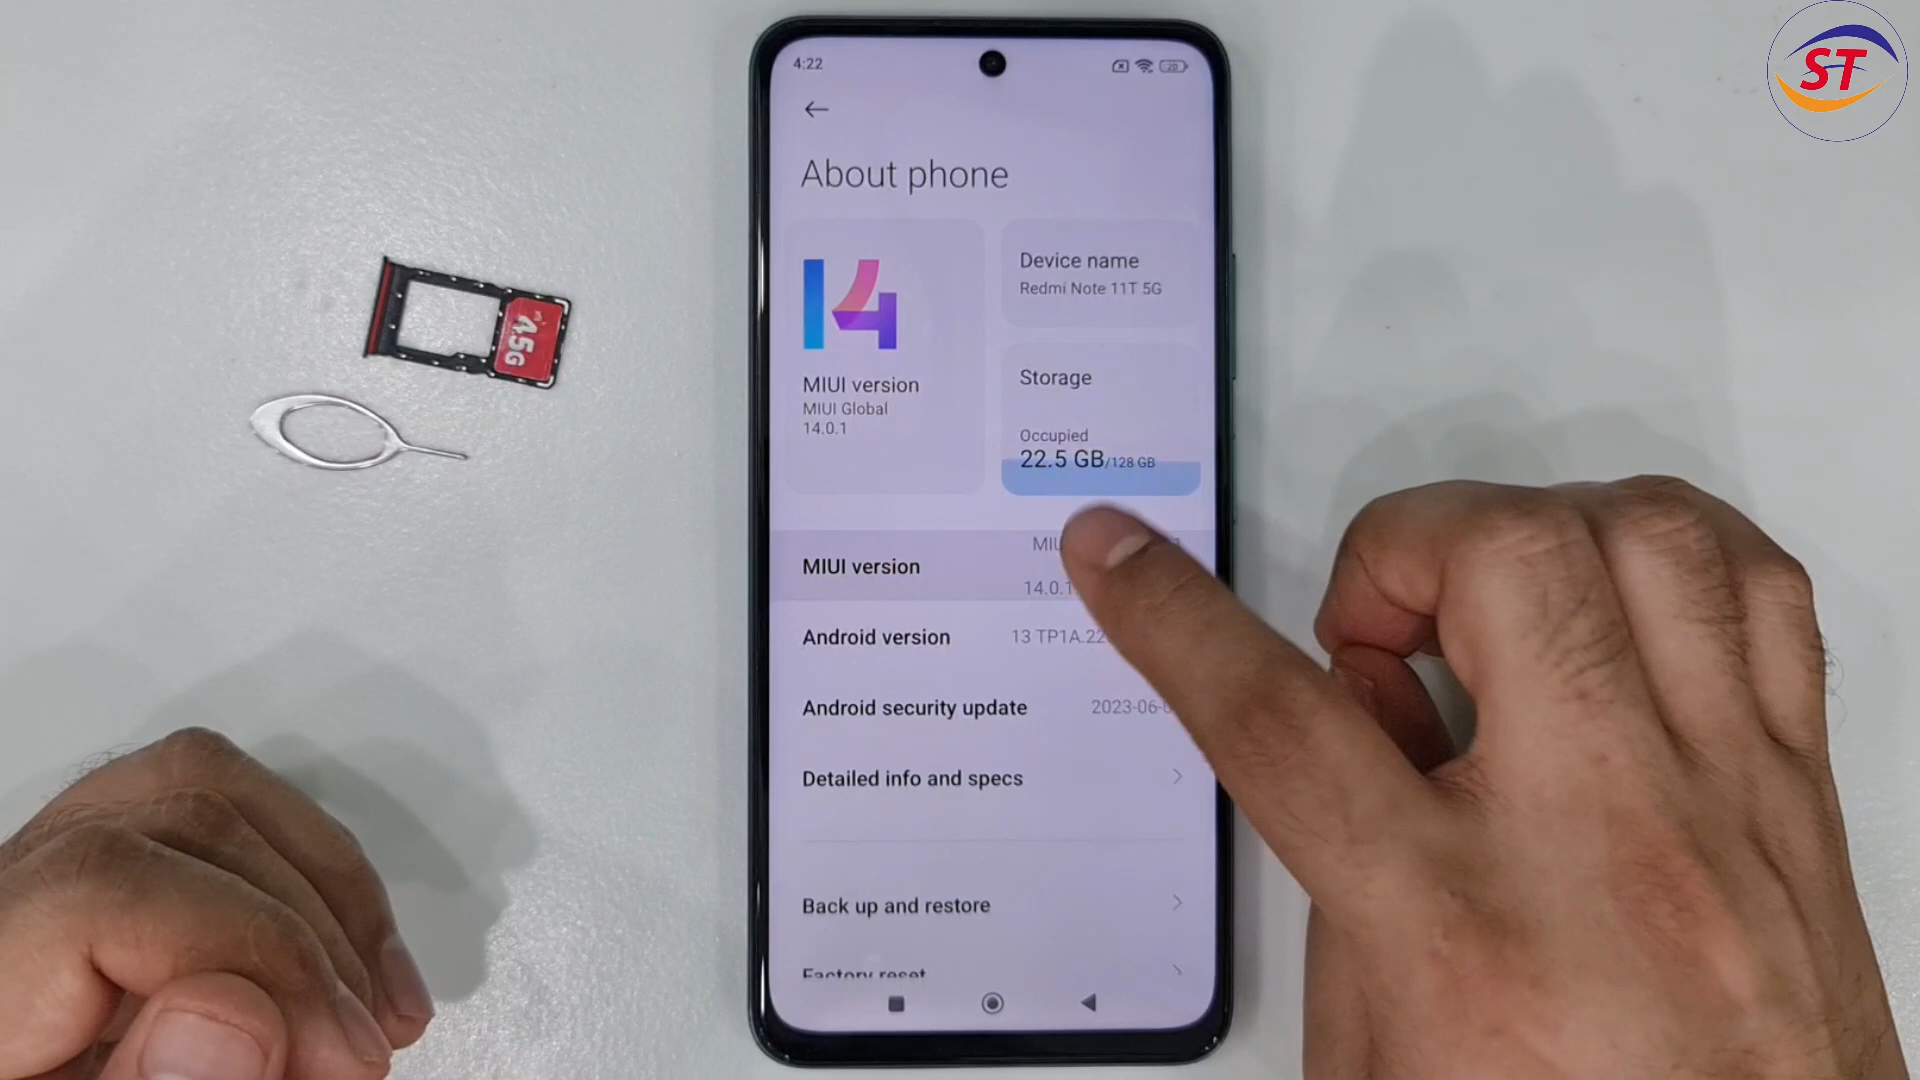 ST
4:22
20
About phone
14
MIUI version
MIUI Global
14.0.1
Device name
Redmi Note 11T 5G
Storage
Occupied
22.5 GB/128 GB
MIUI version
14.0.1
Android version
13 TP1A.22
Android security update
2023-06-
Detailed info and specs
Back up and restore
Factory reset
4.5G